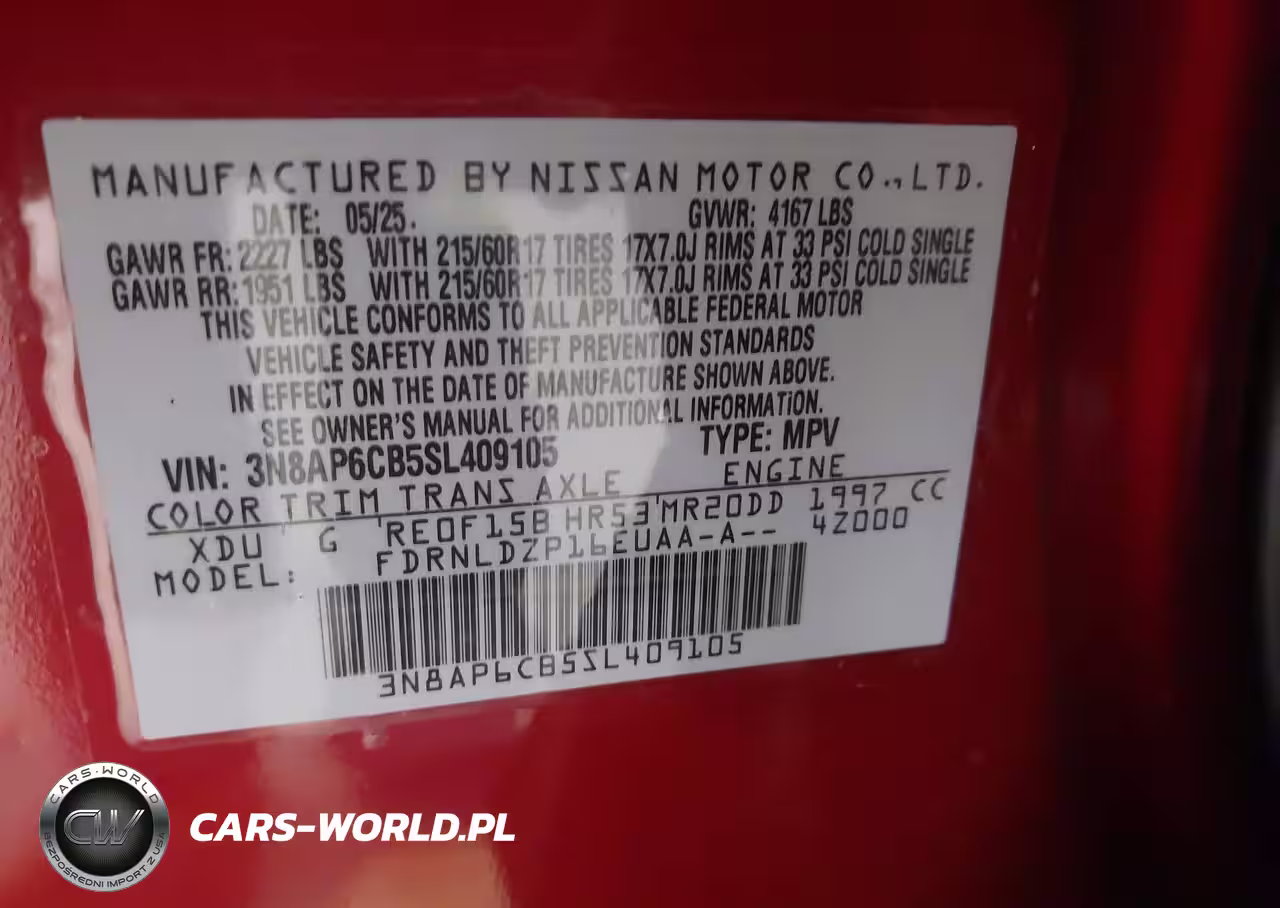 MANUFACTURED BY NISSAN MOTOR CO.,LTD.
DATE: 05/25. GVWR: 4167 LBS
GAWR FR: 2227 LBS WITH 215/60R17 TIRES 17X7.0J RIMS AT 33 PSI COLD SINGLE
GAWR RR: 1951 LBS WITH 215/60R17 TIRES 17X7.0J RIMS AT 33 PSI COLD SINGLE
THIS VEHICLE CONFORMS TO ALL APPLICABLE FEDERAL MOTOR
VEHICLE SAFETY AND THEFT PREVENTION STANDARDS
IN EFFECT ON THE DATE OF MANUFACTURE SHOWN ABOVE.
SEE OWNER'S MANUAL FOR ADDITIONAL INFORMATION.
VIN: 3N8AP6CB5SL409105 TYPE: MPV
COLOR TRIM TRANS AXLE ENGINE
XDU G RE0F15B HR53 MR20DD 1997 CC
MODEL: FDRNLDZP16EUAA-A-- 4Z000
3N8AP6CB5SL409105
CARS-WORLD
CW
BEZPOŚREDNI IMPORT Z USA
CARS-WORLD.PL